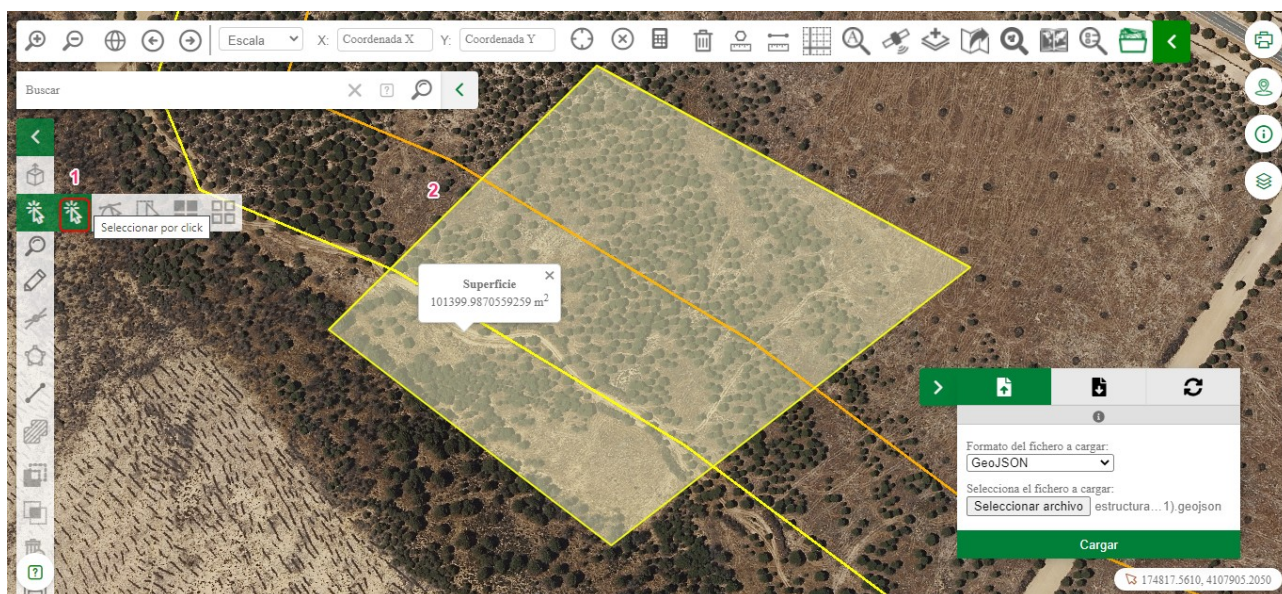 Escala
X:
Coordenada X
Y:
Coordenada Y
Buscar
1
Seleccionar por click
2
Superficie
101399.9870559259 m²
Formato del fichero a cargar:
GeoJSON
Selecciona el fichero a cargar:
Seleccionar archivo estructura...1).geojson
Cargar
174817.5610, 4107905.2050